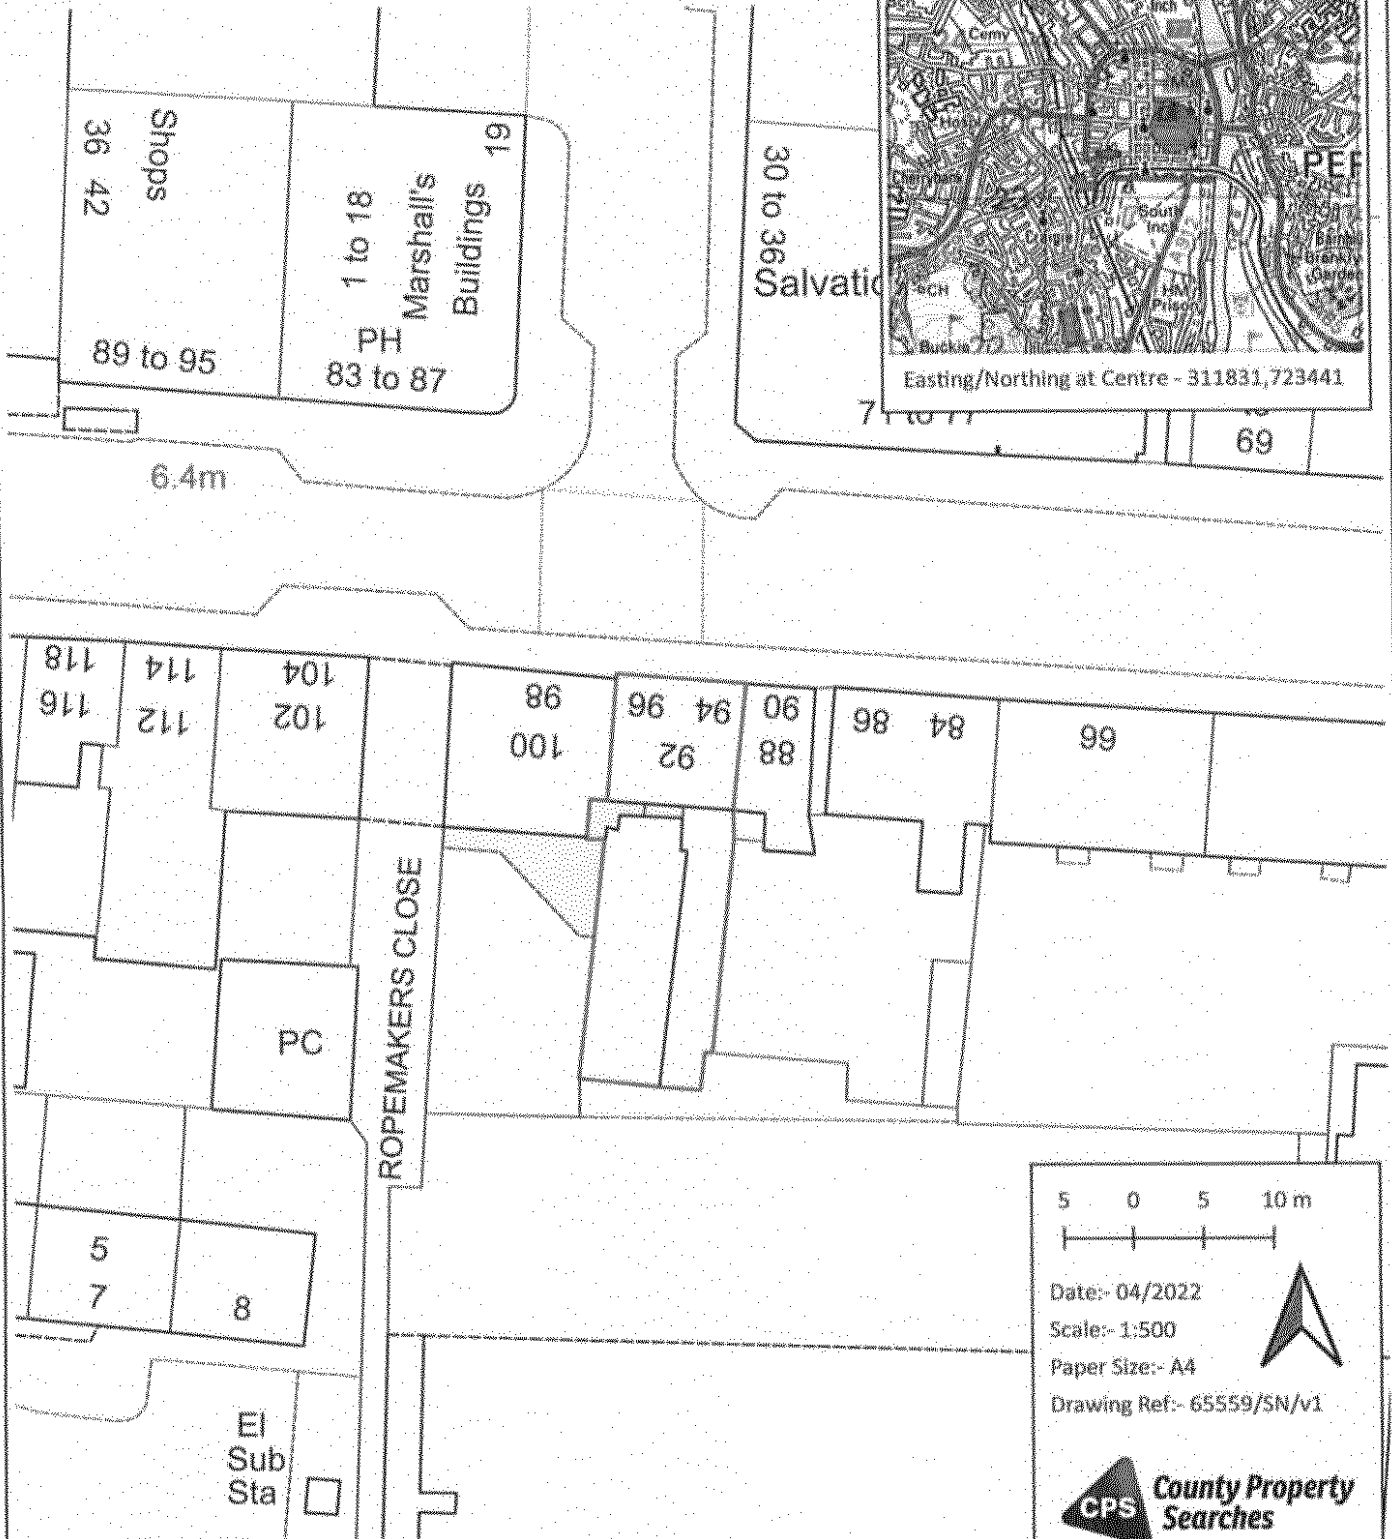 Shops
36 42
89 to 95
19
1 to 18
Marshall's
Buildings
PH
83 to 87
30 to 36
69
6.4m
Inch
Cemy
South
Inch
CH
HM
Prison
Easting/Northing at Centre - 311831,723441
118
116
114
112
104
102
98
100
96
94
92
90
88
86
84
66
ROPEMAKERS CLOSE
PC
5
7
8
El
Sub
Sta
5 0 5 10 m
Date:- 04/2022
Scale:- 1:500
Paper Size:- A4
Drawing Ref:- 65559/SN/v1
CPS
County Property
Searches